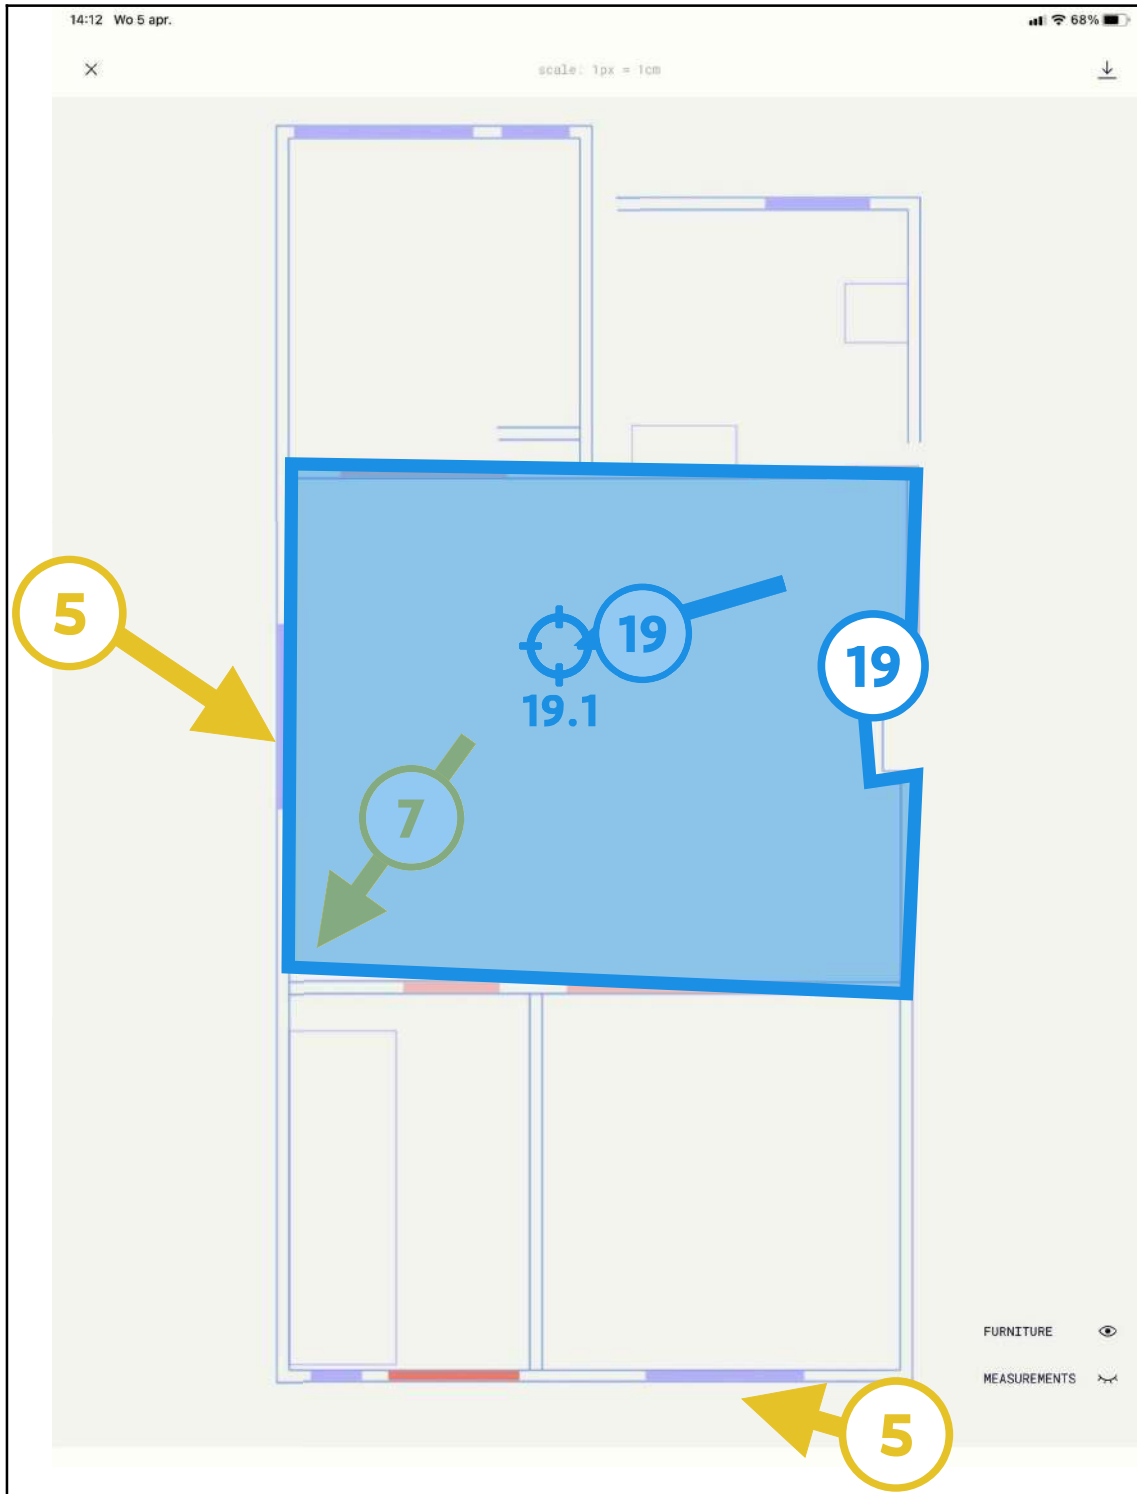 14:12 Wo 5 apr.
68%
scale: 1px = 1cm
5
19
19
19.1
7
FURNITURE
MEASUREMENTS
5